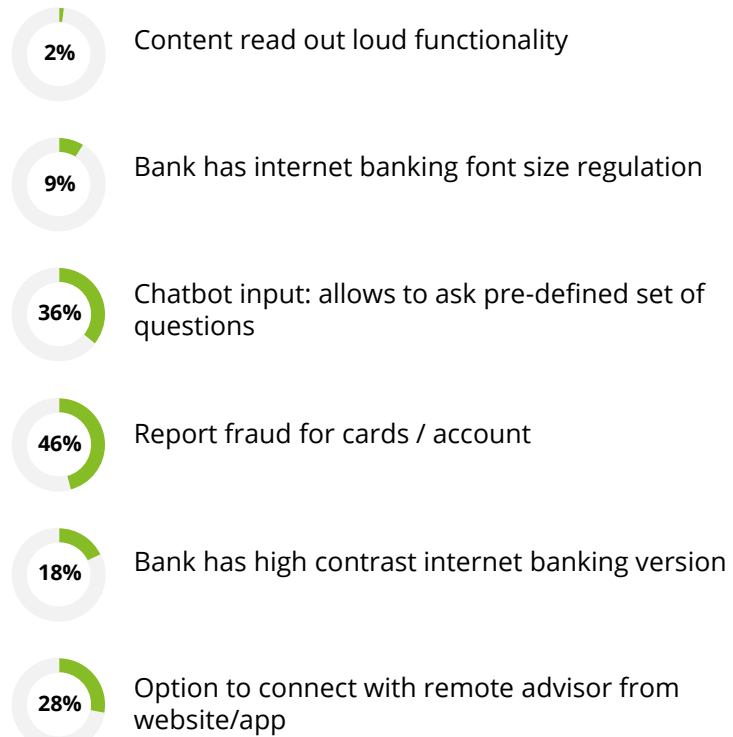 2%
Content read out loud functionality
9%
Bank has internet banking font size regulation
36%
Chatbot input: allows to ask pre-defined set of
questions
46%
Report fraud for cards / account
18%
Bank has high contrast internet banking version
28%
Option to connect with remote advisor from
website/app